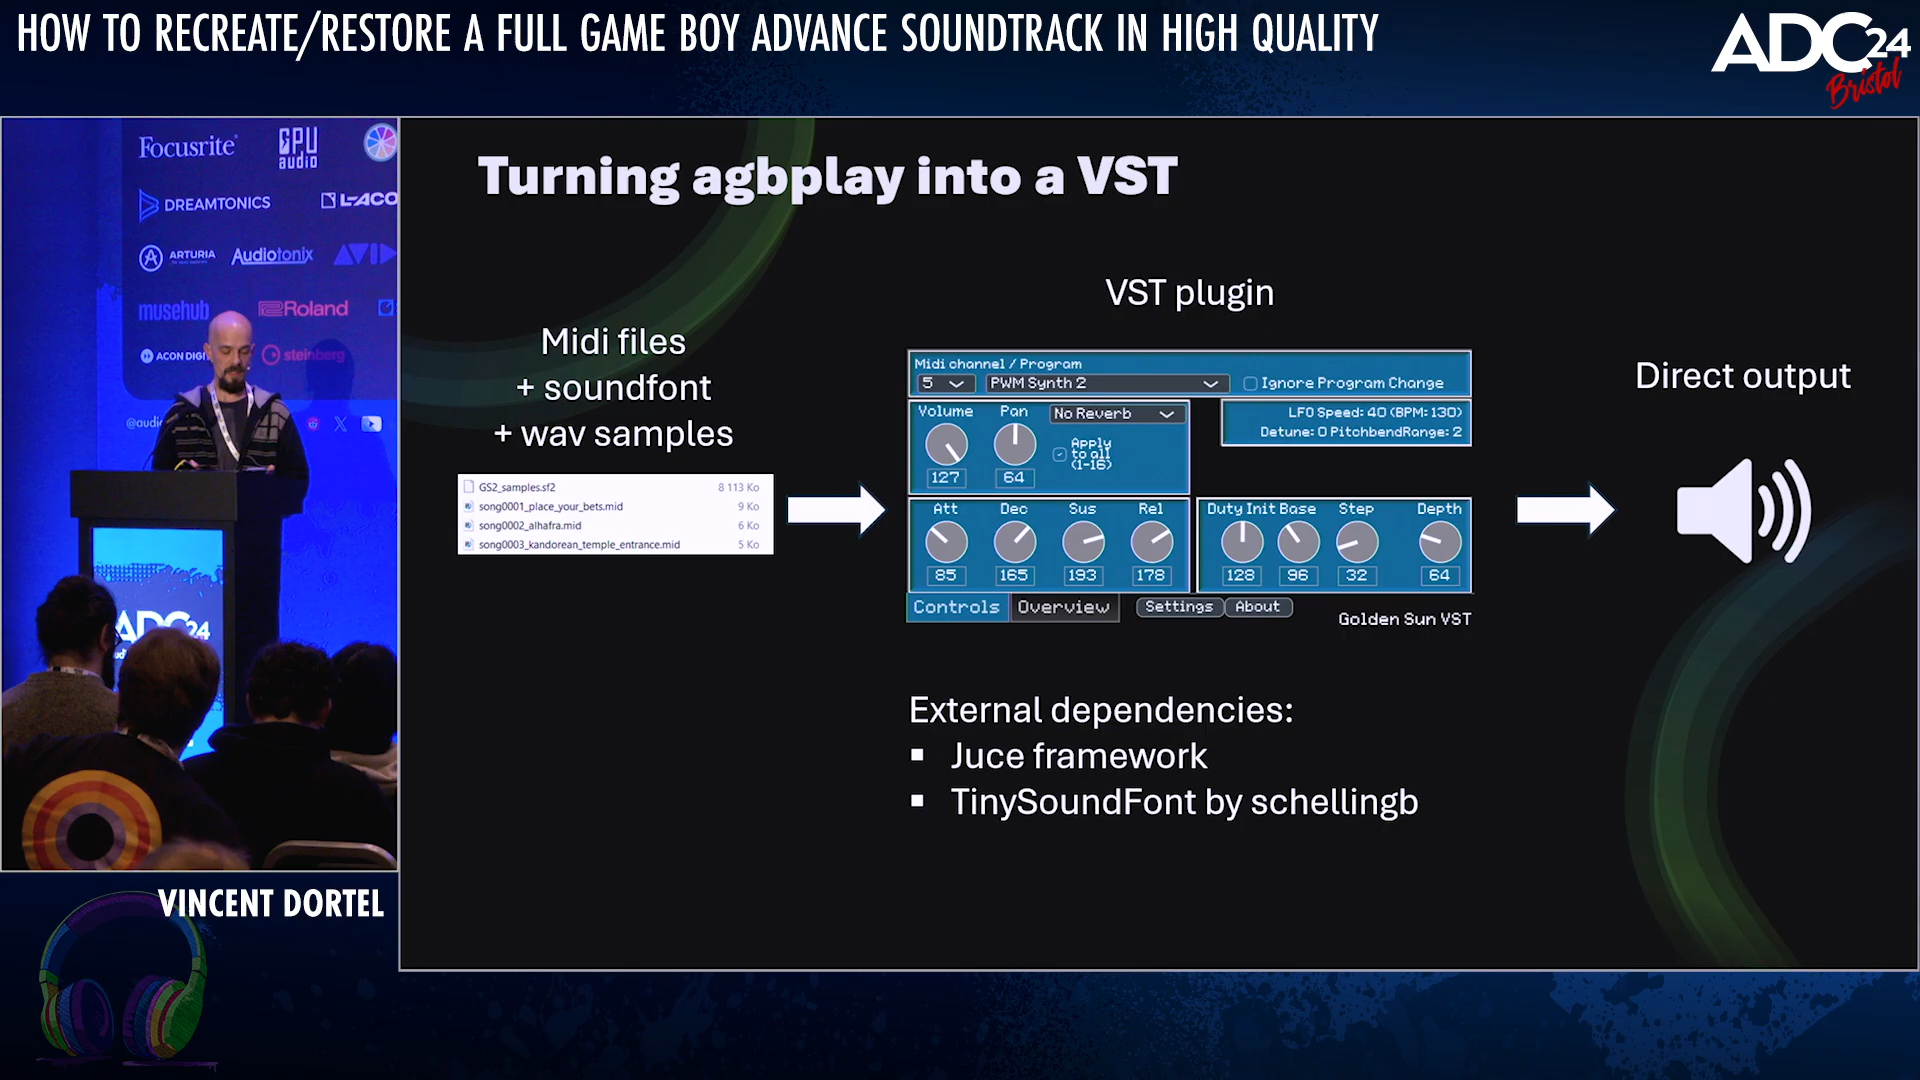 HOW TO RECREATE/RESTORE A FULL GAME BOY ADVANCE SOUNDTRACK IN HIGH QUALITY
ADC24
Bristol
Focusrite
GPU
audio
DREAMTONICS
L-ACO
ARTURIA
Audiotonix
AVID
musehub
Roland
ACON DIGI
steinberg
@audi
ADC24
VINCENT DORTEL
Turning agbplay into a VST
Midi files
+ soundfont
+ wav samples
GS2_samples.sf2 8 113 Ko
song0001_place_your_bets.mid 9 Ko
song0002_alhafra.mid 6 Ko
song0003_kandorean_temple_entrance.mid 5 Ko
VST plugin
Midi channel / Program
5 PWM Synth 2 Ignore Program Change
Volume Pan No Reverb
Apply
to all
(1-16)
127 64
LFO Speed: 40 (BPM: 130)
Detune: 0 PitchbendRange: 2
Att Dec Sus Rel
85 165 193 178
Duty Init Base Step Depth
128 96 32 64
Controls Overview Settings About
Golden Sun VST
Direct output
External dependencies:
▪ Juce framework
▪ TinySoundFont by schellingb